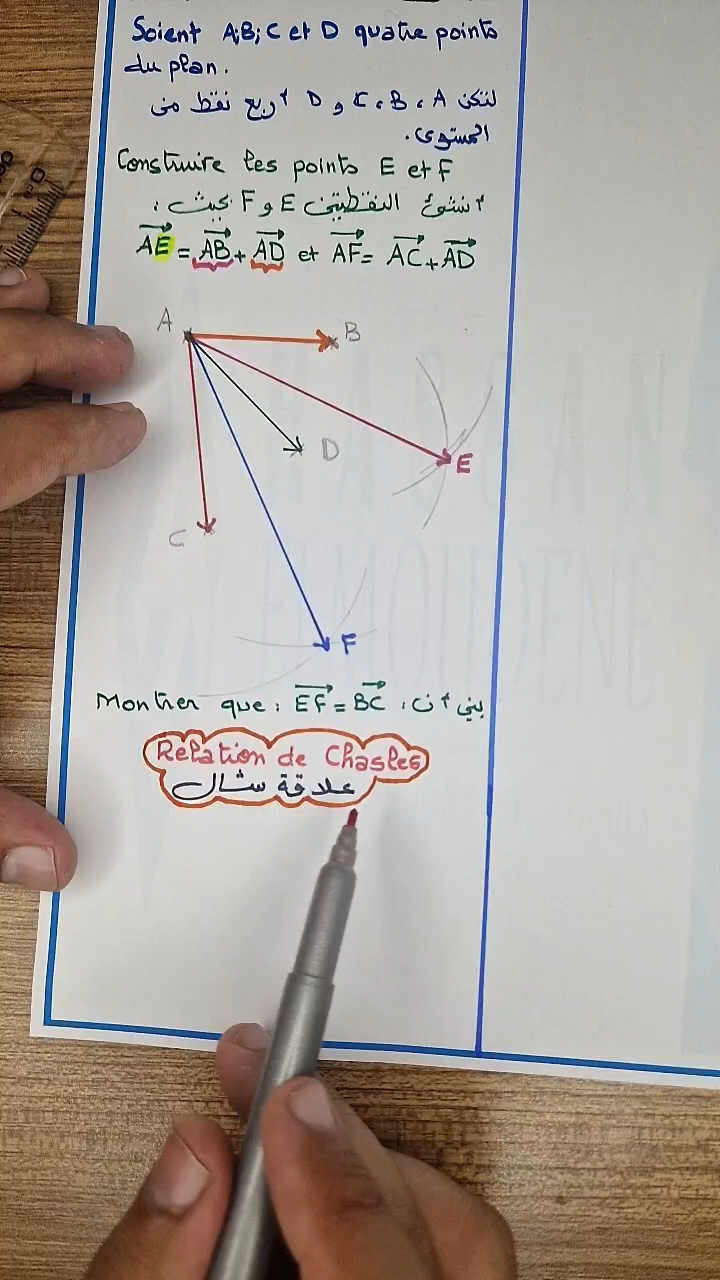 Soient A;B;C et D quatre points
du plan.
لتكن A ، B ، C و D أربع نقط من
المستوى.
Construire les points E et F
أنشئ النقطتين E و F بحيث :
AE = AB + AD et AF = AC + AD
A
B
D
E
C
F
Montrer que : EF = BC : بين أن
Relation de Chasles
علاقة شال